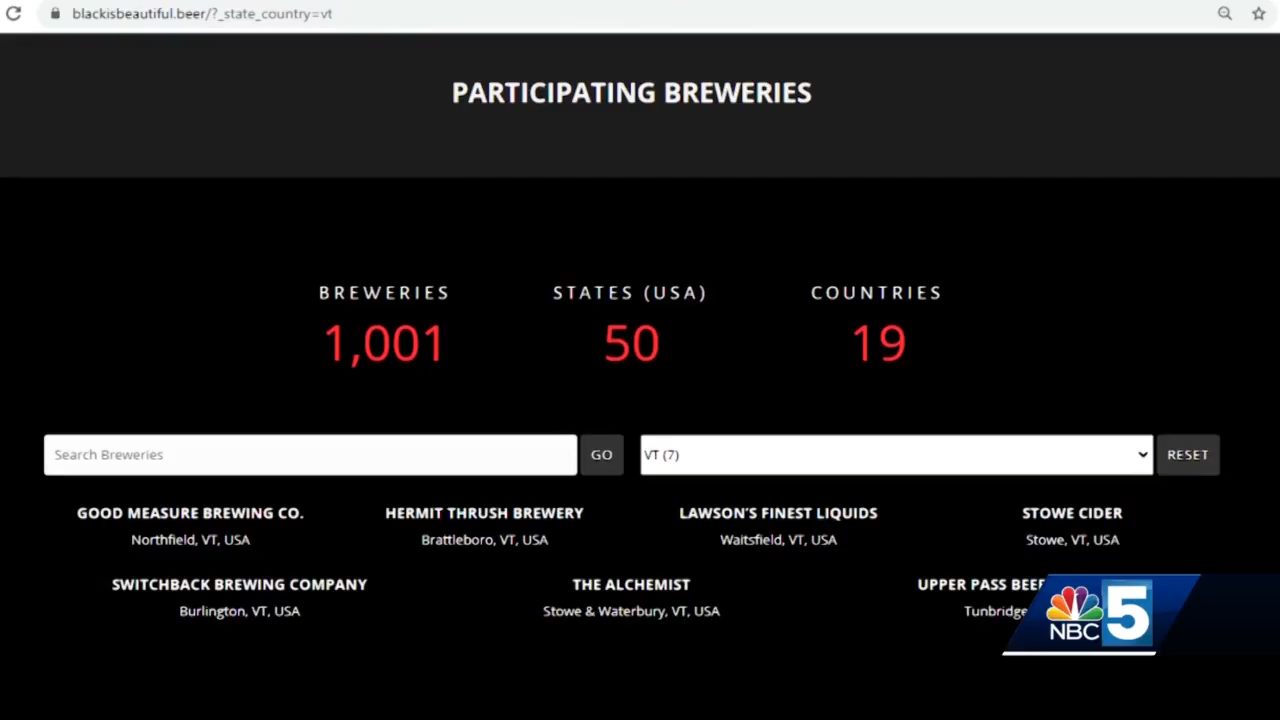 blackisbeautiful.beer/?_state_country=vt
PARTICIPATING BREWERIES
BREWERIES STATES (USA) COUNTRIES
1,001 50 19
Search Breweries GO VT (7) RESET
GOOD MEASURE BREWING CO. HERMIT THRUSH BREWERY LAWSON’S FINEST LIQUIDS STOWE CIDER
Northfield, VT, USA Brattleboro, VT, USA Waitsfield, VT, USA Stowe, VT, USA
SWITCHBACK BREWING COMPANY THE ALCHEMIST UPPER PASS BEER
Burlington, VT, USA Stowe & Waterbury, VT, USA Tunbridge
NBC 5